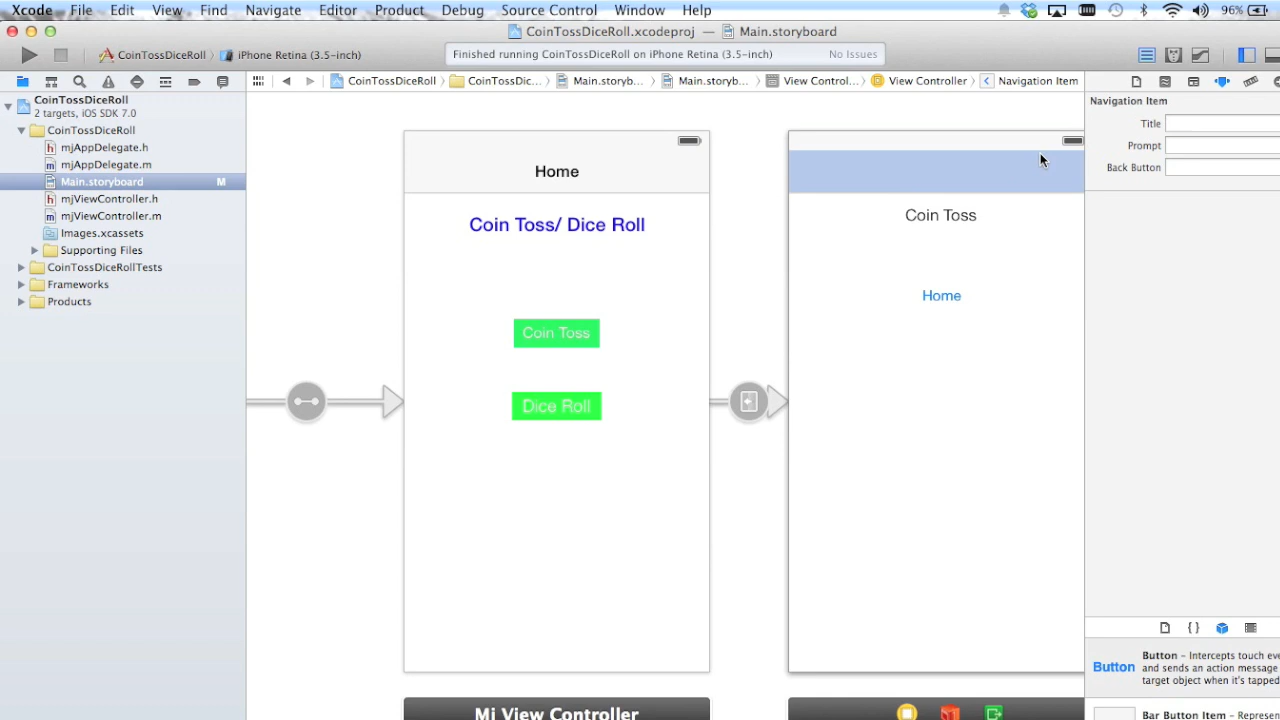 Xcode File Edit View Find Navigate Editor Product Debug Source Control Window Help 96%
CoinTossDiceRoll.xcodeproj — Main.storyboard
CoinTossDiceRoll iPhone Retina (3.5-inch) Finished running CoinTossDiceRoll on iPhone Retina (3.5-inch) No Issues
CoinTossDiceRoll CoinTossDic... Main.storyb... Main.storyb... View Control... View Controller Navigation Item
CoinTossDiceRoll
2 targets, iOS SDK 7.0
CoinTossDiceRoll
mjAppDelegate.h
mjAppDelegate.m
Main.storyboard M
mjViewController.h
mjViewController.m
Images.xcassets
Supporting Files
CoinTossDiceRollTests
Frameworks
Products
Home
Coin Toss/ Dice Roll
Coin Toss
Dice Roll
Mj View Controller
Coin Toss
Home
Navigation Item
Title
Prompt
Back Button
{ }
Button
Button – Intercepts touch eve
and sends an action message
target object when it's tapped
Bar Button Item – Represen